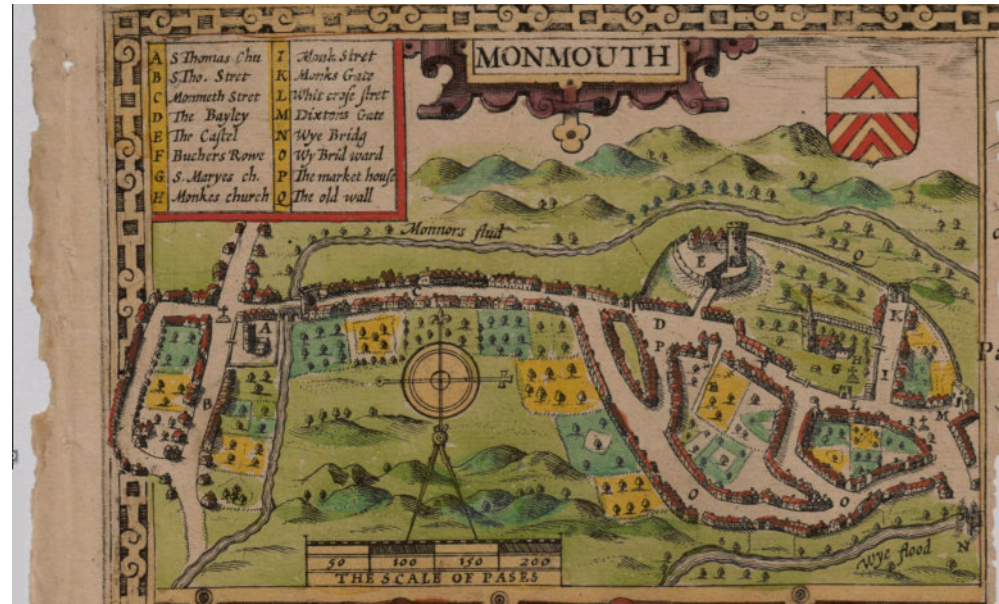 MONMOUTH
A S Thomas Chu
B S. Tho. Stret
C Monmeth Stret
D The Bayley
E The Castel
F Buchers Rowe
G S. Maryes ch.
H Monkes church
I Monk Stret
K Monks Gate
L Whit crose stret
M Dixtons Gate
N Wye Bridg
O Wy Brid ward
P The market house
Q The old wall
Monnors flud
E
Q
C
D
K
A
P
H
G
I
B
L
M
O
O
N
Wye flood
50 100 150 200
THE SCALE OF PASES